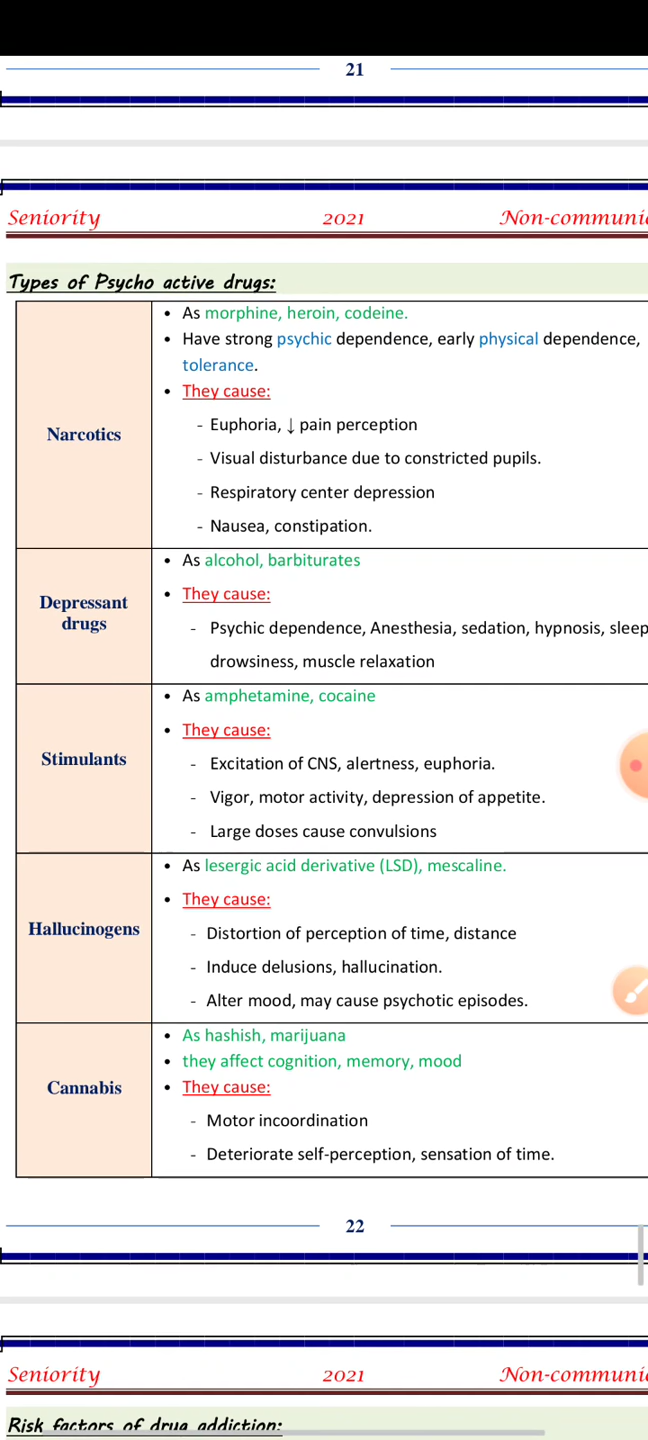 21
Seniority 2021 Non-communic
Types of Psycho active drugs:
Narcotics
• As morphine, heroin, codeine.
• Have strong psychic dependence, early physical dependence,
tolerance.
• They cause:
- Euphoria, ↓ pain perception
- Visual disturbance due to constricted pupils.
- Respiratory center depression
- Nausea, constipation.
Depressant
drugs
• As alcohol, barbiturates
• They cause:
- Psychic dependence, Anesthesia, sedation, hypnosis, sleep
drowsiness, muscle relaxation
Stimulants
• As amphetamine, cocaine
• They cause:
- Excitation of CNS, alertness, euphoria.
- Vigor, motor activity, depression of appetite.
- Large doses cause convulsions
Hallucinogens
• As lesergic acid derivative (LSD), mescaline.
• They cause:
- Distortion of perception of time, distance
- Induce delusions, hallucination.
- Alter mood, may cause psychotic episodes.
Cannabis
• As hashish, marijuana
• they affect cognition, memory, mood
• They cause:
- Motor incoordination
- Deteriorate self-perception, sensation of time.
22
Seniority 2021 Non-communic
Risk factors of drug addiction: